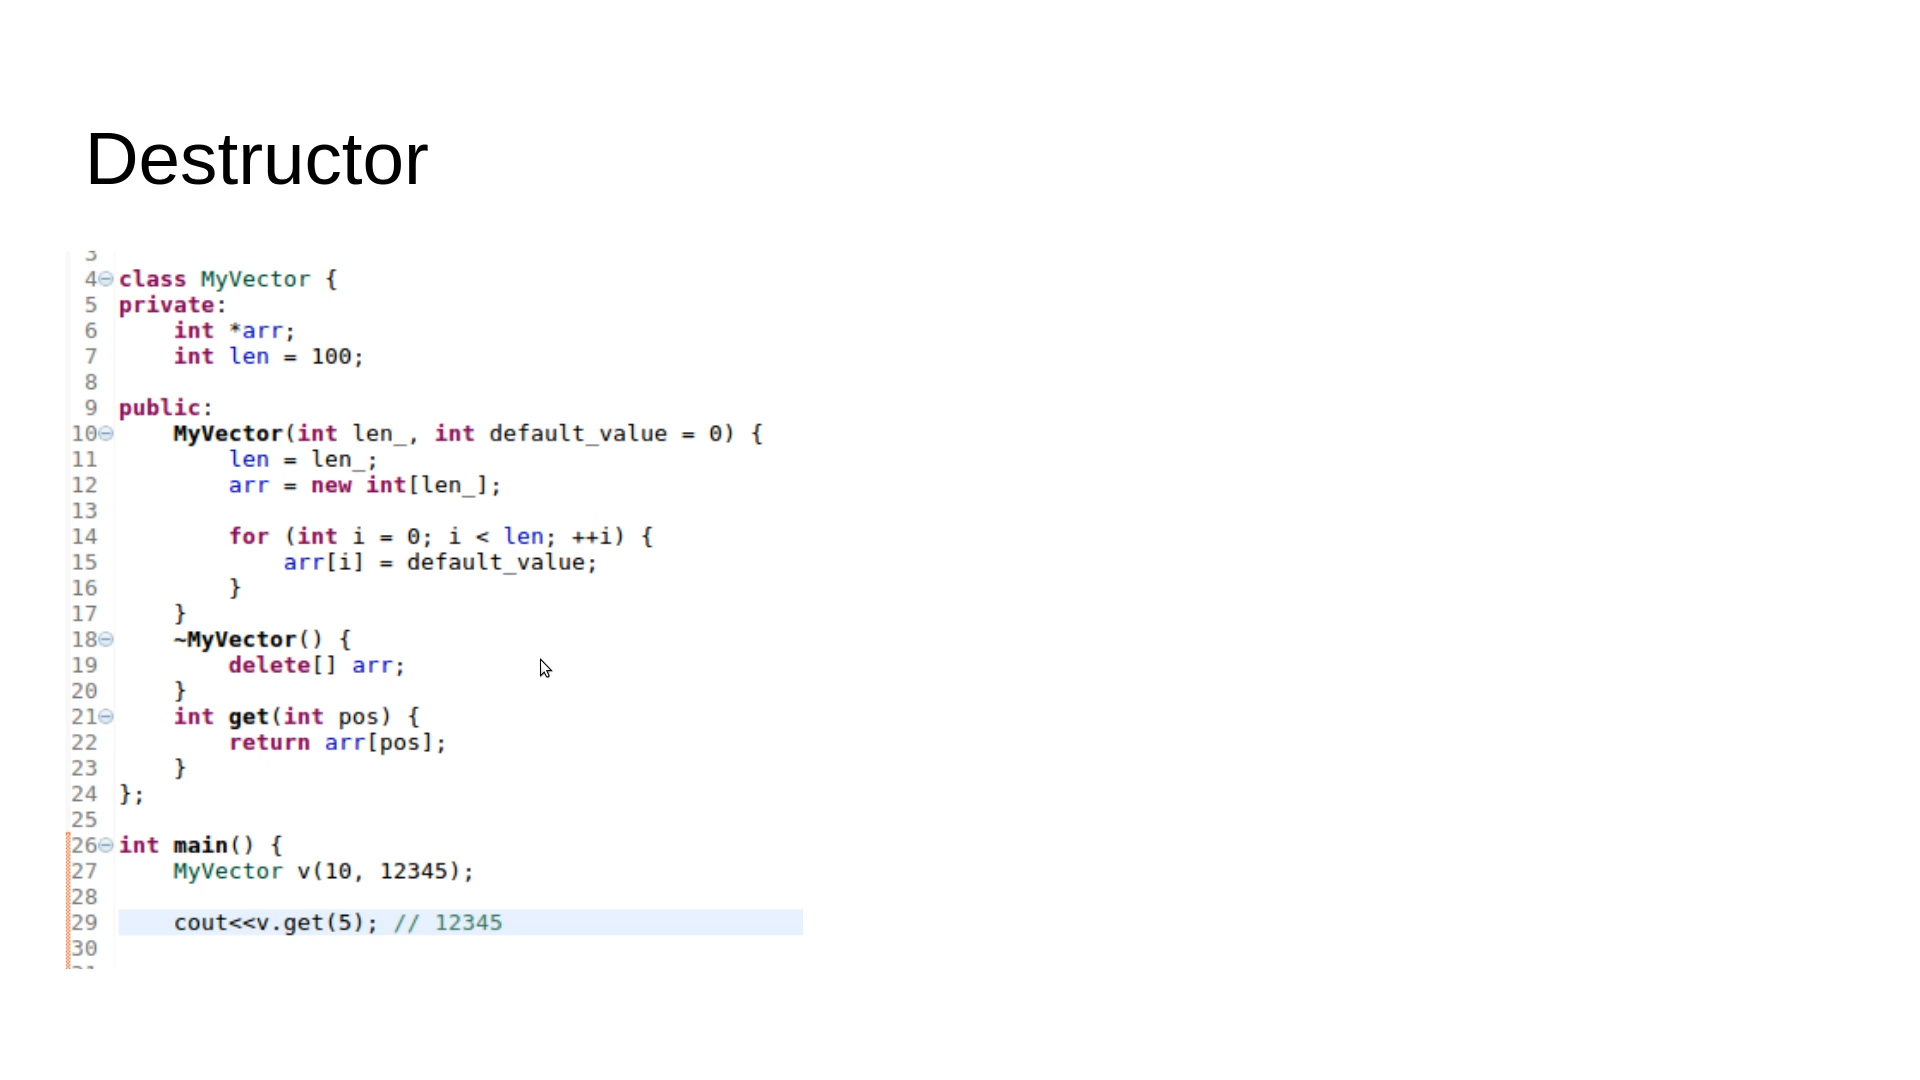 Destructor
3
4 class MyVector {
5 private:
6     int *arr;
7     int len = 100;
8
9 public:
10     MyVector(int len_, int default_value = 0) {
11         len = len_;
12         arr = new int[len_];
13
14         for (int i = 0; i < len; ++i) {
15             arr[i] = default_value;
16         }
17     }
18     ~MyVector() {
19         delete[] arr;
20     }
21     int get(int pos) {
22         return arr[pos];
23     }
24 };
25
26 int main() {
27     MyVector v(10, 12345);
28
29     cout<<v.get(5); // 12345
30